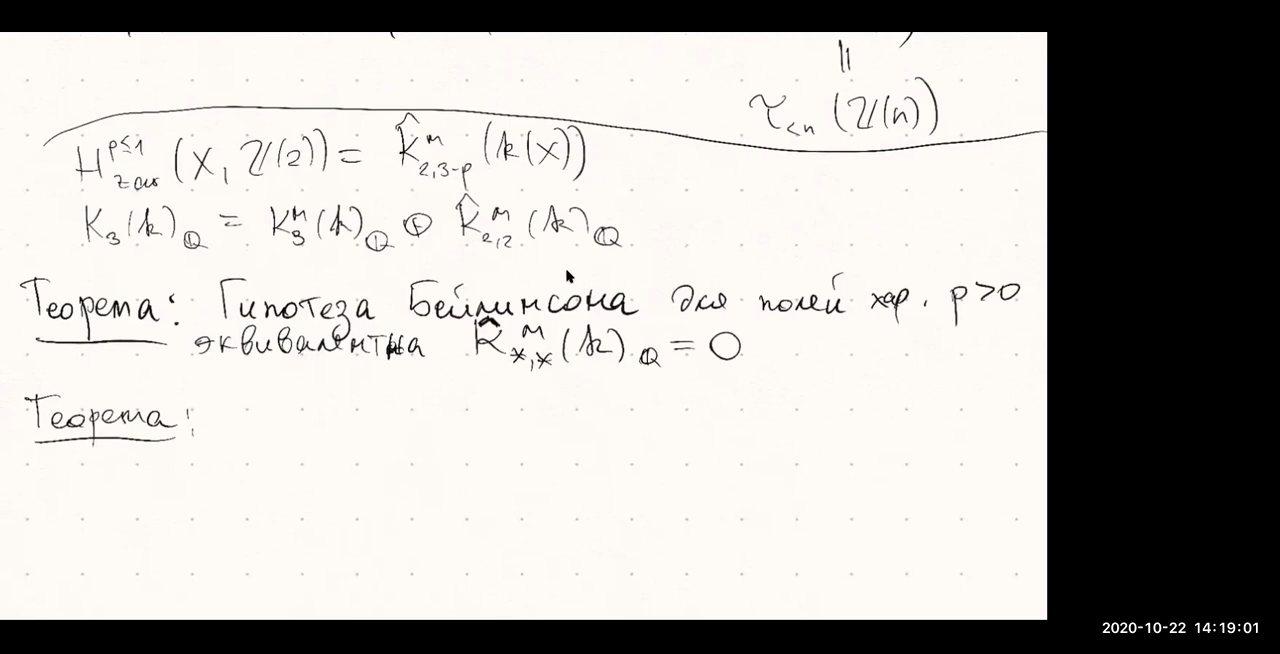 ||
τ_{<n} (ℤ(n))
H^{p≤1}_{zar} (X, ℤ(2)) = K̂^M_{2,3-p} (k(X))
K_3(k)_ℚ = K^M_3(k)_ℚ ⊕ K̂^M_{2,2}(k)_ℚ
Теорема: Гипотеза Бейлинсона для полей хар. p>0
эквивалентна K̂^M_{*,*}(k)_ℚ = 0
Теорема:
2020-10-22 14:19:01